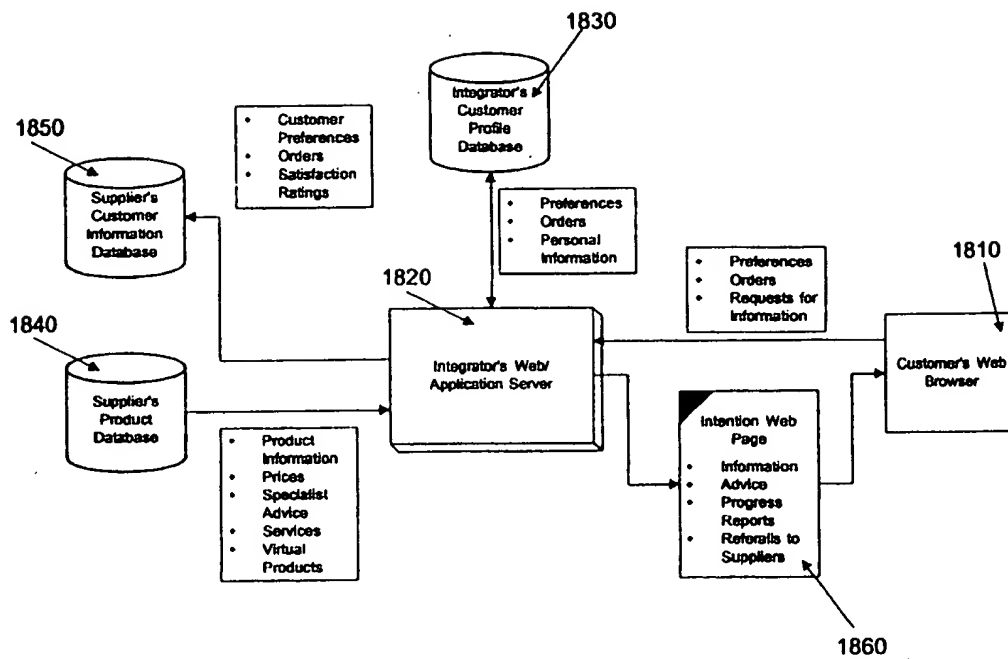 1830
Integrator's
Customer
Profile
Database
1850
• Customer
Preferences
• Orders
• Satisfaction
Ratings
Supplier's
Customer
Information
Database
• Preferences
• Orders
• Personal
Information
1810
• Preferences
• Orders
• Requests for
Information
1820
Integrator's Web/
Application Server
Customer's Web
Browser
1840
Supplier's
Product
Database
• Product
Information
• Prices
• Specialist
Advice
• Services
• Virtual
Products
Intention Web
Page
• Information
• Advice
• Progress
Reports
• Referalls to
Suppliers
1860